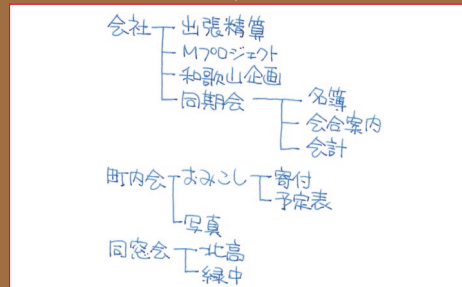 会社 出張精算
Mプロジェクト
和歌山企画
同期会 名簿
会合案内
会計
町内会 おみこし 寄付
予定表
写真
同窓会 北高
緑中